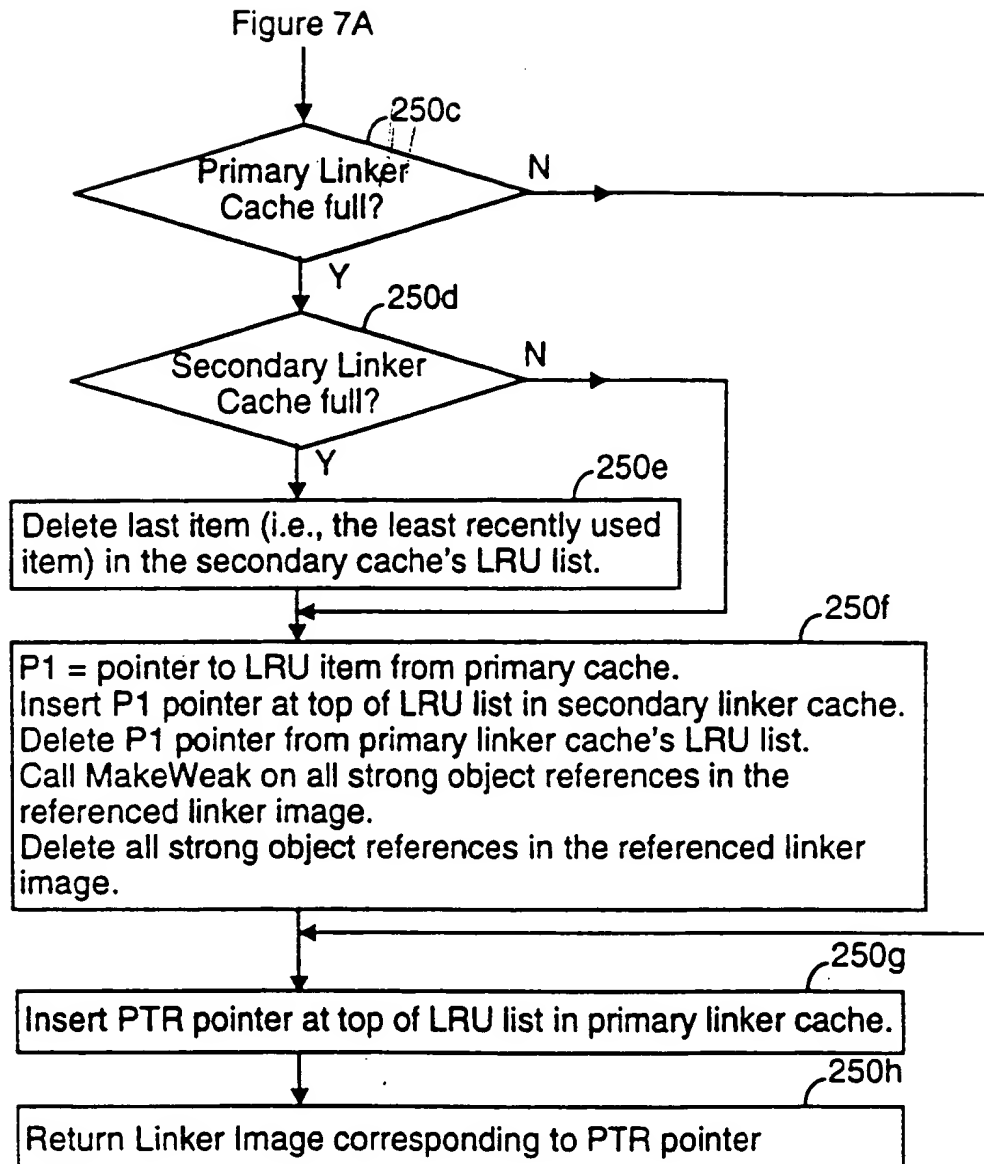 Figure 7A
250c
Primary Linker
Cache full?
N
Y
250d
Secondary Linker
Cache full?
N
Y
250e
Delete last item (i.e., the least recently used
item) in the secondary cache's LRU list.
250f
P1 = pointer to LRU item from primary cache.
Insert P1 pointer at top of LRU list in secondary linker cache.
Delete P1 pointer from primary linker cache's LRU list.
Call MakeWeak on all strong object references in the
referenced linker image.
Delete all strong object references in the referenced linker
image.
250g
Insert PTR pointer at top of LRU list in primary linker cache.
250h
Return Linker Image corresponding to PTR pointer